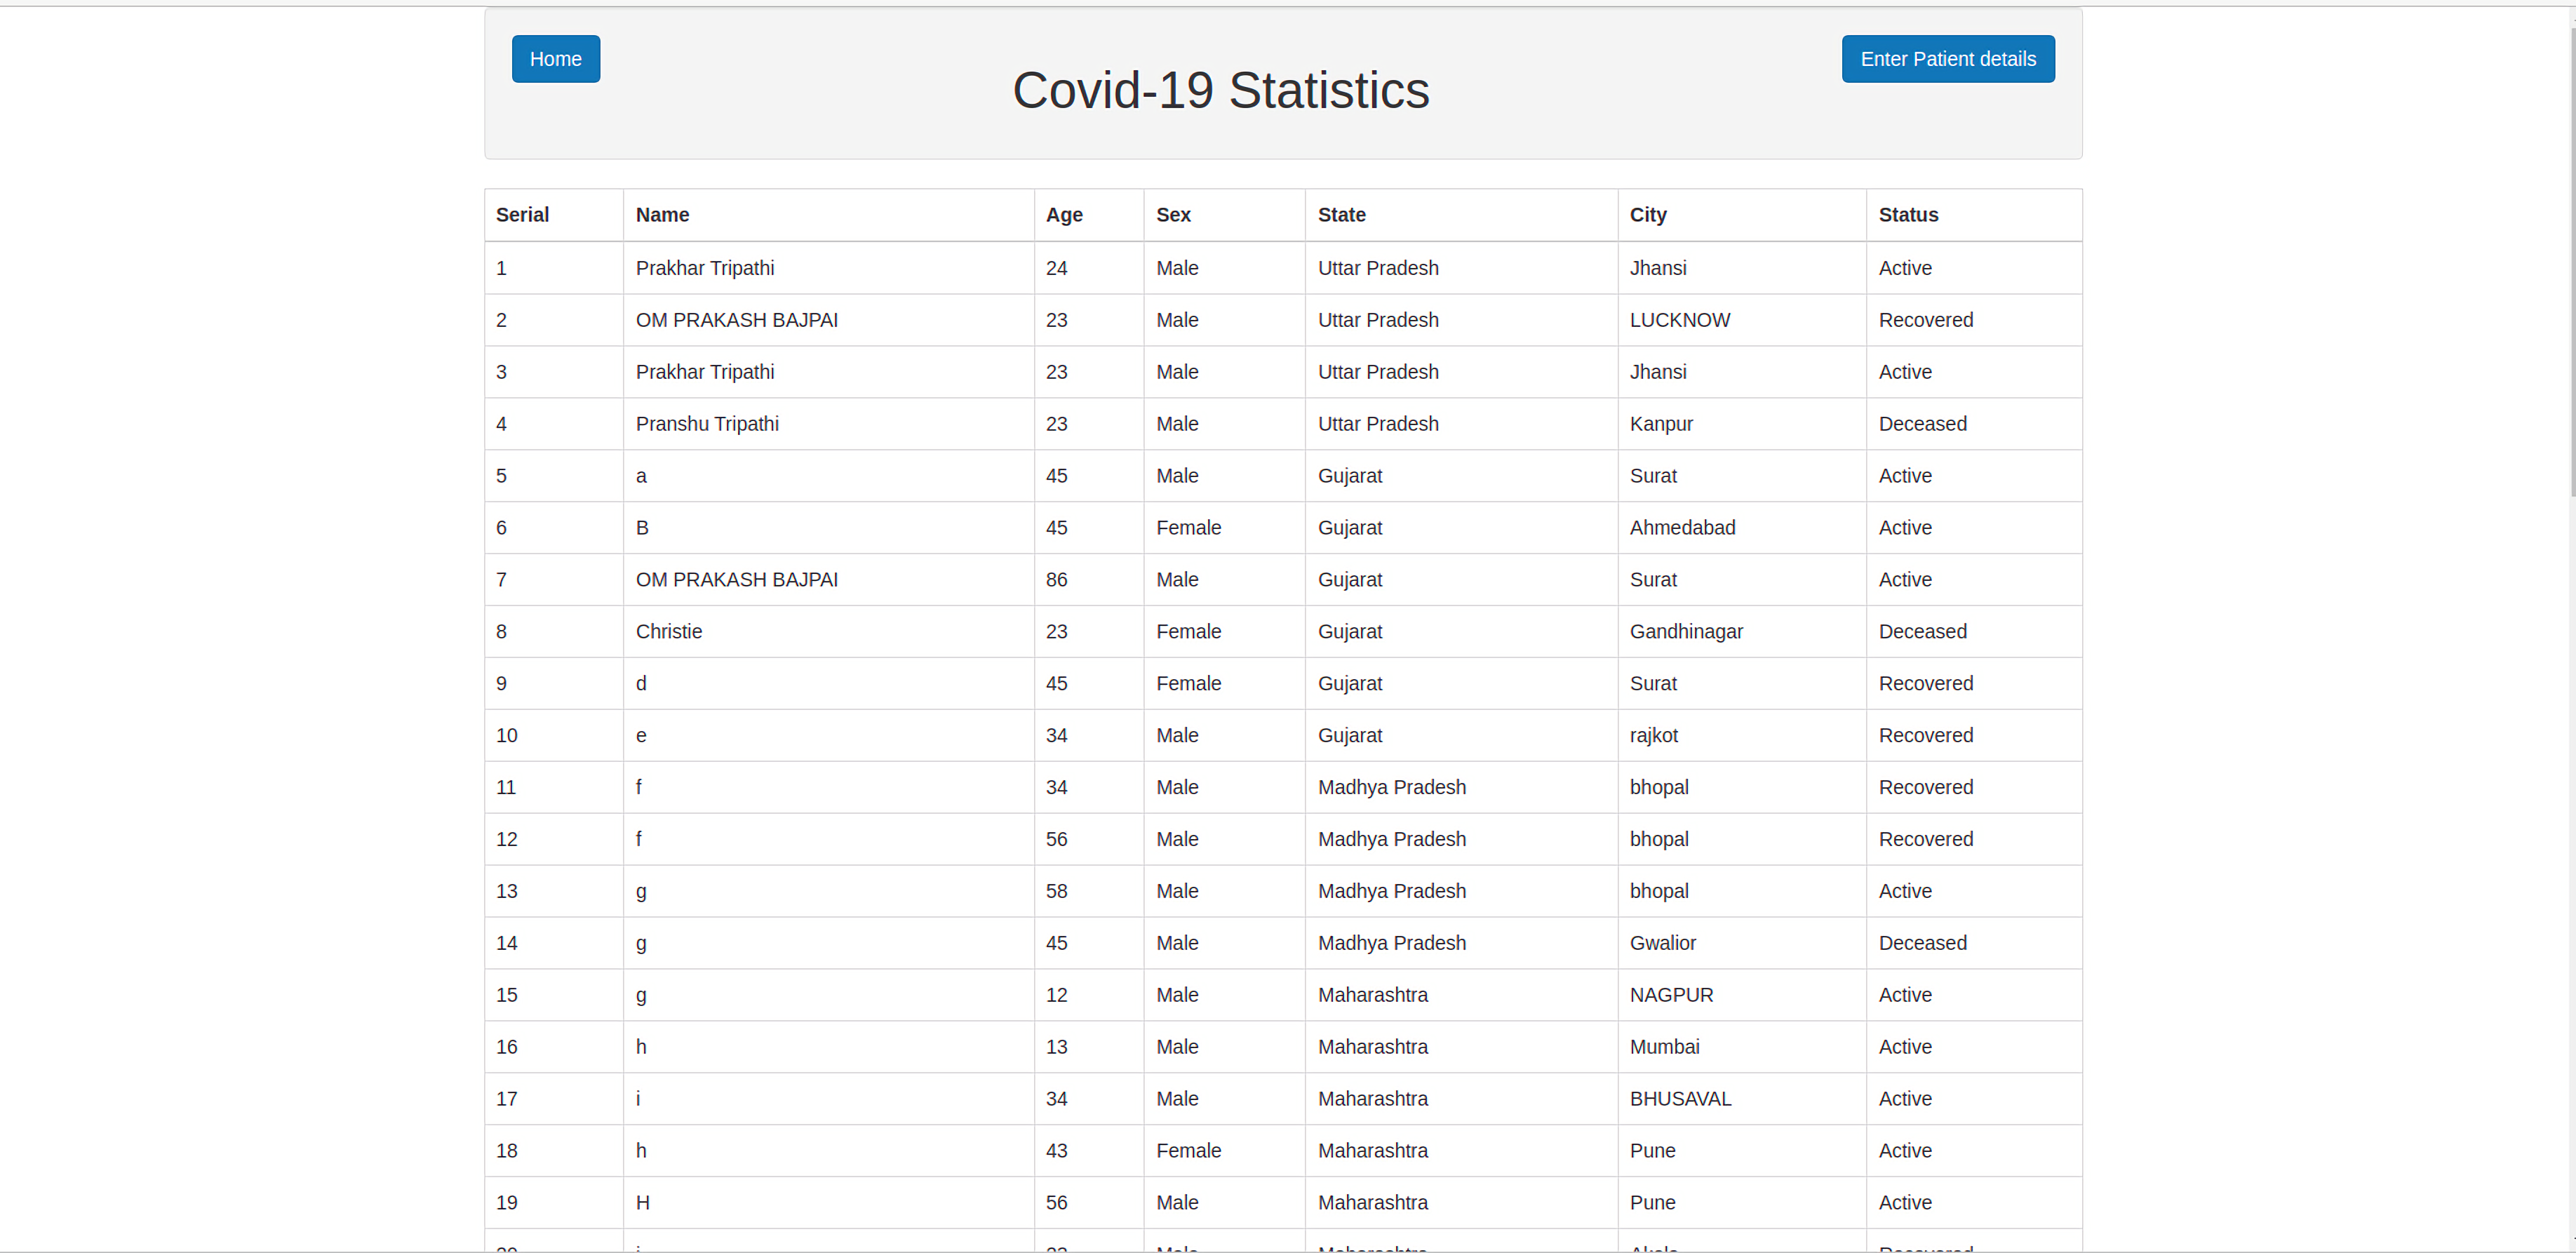 Home
Enter Patient details
Covid-19 Statistics
Serial Name Age Sex State City Status
1 Prakhar Tripathi 24 Male Uttar Pradesh Jhansi Active
2 OM PRAKASH BAJPAI 23 Male Uttar Pradesh LUCKNOW Recovered
3 Prakhar Tripathi 23 Male Uttar Pradesh Jhansi Active
4 Pranshu Tripathi 23 Male Uttar Pradesh Kanpur Deceased
5 a 45 Male Gujarat Surat Active
6 B 45 Female Gujarat Ahmedabad Active
7 OM PRAKASH BAJPAI 86 Male Gujarat Surat Active
8 Christie 23 Female Gujarat Gandhinagar Deceased
9 d 45 Female Gujarat Surat Recovered
10 e 34 Male Gujarat rajkot Recovered
11 f 34 Male Madhya Pradesh bhopal Recovered
12 f 56 Male Madhya Pradesh bhopal Recovered
13 g 58 Male Madhya Pradesh bhopal Active
14 g 45 Male Madhya Pradesh Gwalior Deceased
15 g 12 Male Maharashtra NAGPUR Active
16 h 13 Male Maharashtra Mumbai Active
17 i 34 Male Maharashtra BHUSAVAL Active
18 h 43 Female Maharashtra Pune Active
19 H 56 Male Maharashtra Pune Active